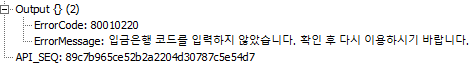 Output {} (2)
ErrorCode: 80010220
ErrorMessage: 입금은행 코드를 입력하지 않았습니다. 확인 후 다시 이용하시기 바랍니다.
API_SEQ: 89c7b965ce52b2a2204d30787c5e54d7